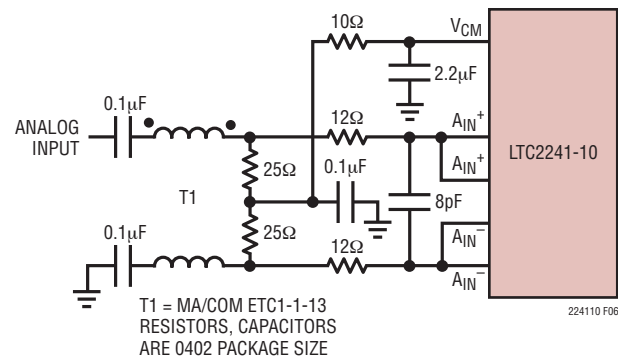 10Ω
VCM
2.2μF
0.1μF
ANALOG
INPUT
12Ω
AIN+
AIN+
LTC2241-10
25Ω
0.1μF
T1
8pF
25Ω
0.1μF
12Ω
AIN–
AIN–
T1 = MA/COM ETC1-1-13
RESISTORS, CAPACITORS
ARE 0402 PACKAGE SIZE
224110 F06